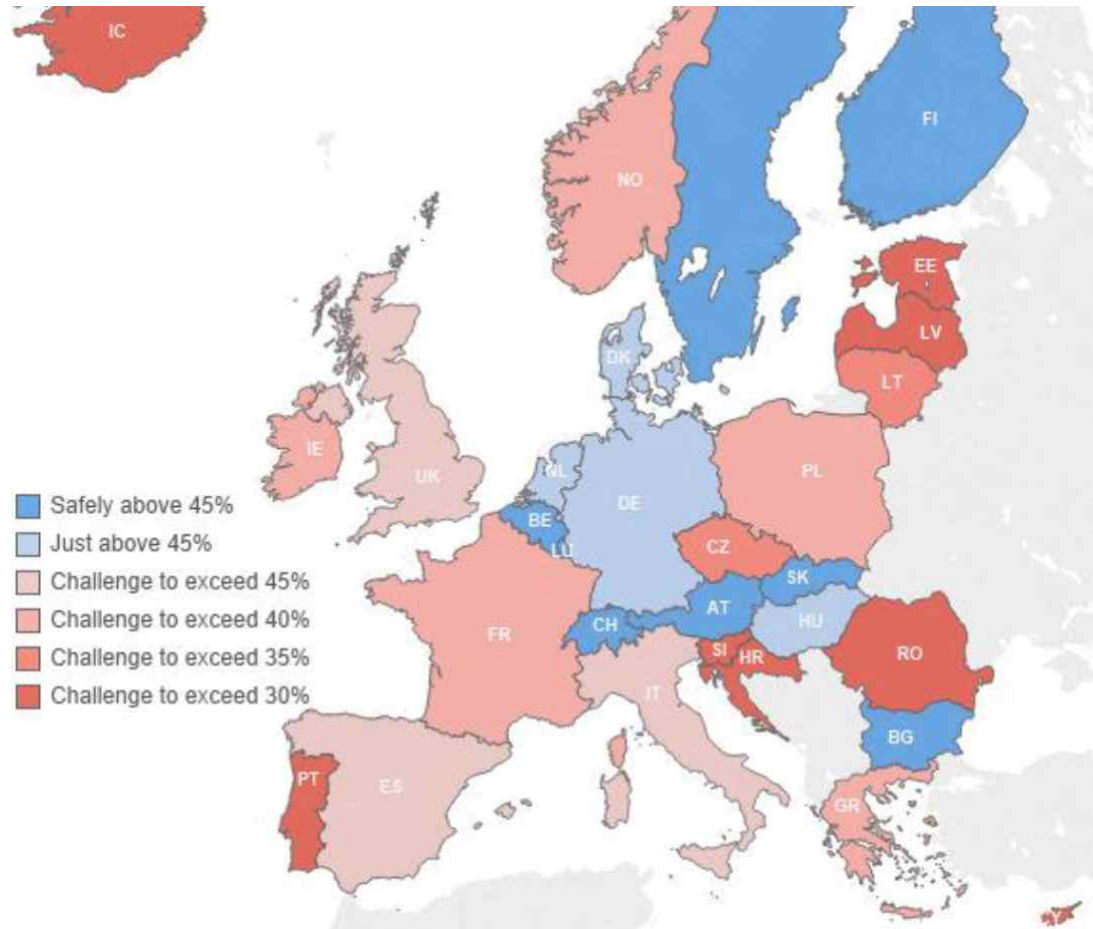 IC
FI
NO
EE
LV
DK
LT
IE
PL
NL
UK
DE
Safely above 45%
BE
Just above 45%
CZ
LU
Challenge to exceed 45%
SK
AT
Challenge to exceed 40%
CH
HU
FR
SI
HR
RO
Challenge to exceed 35%
IT
Challenge to exceed 30%
BG
PT
ES
GR